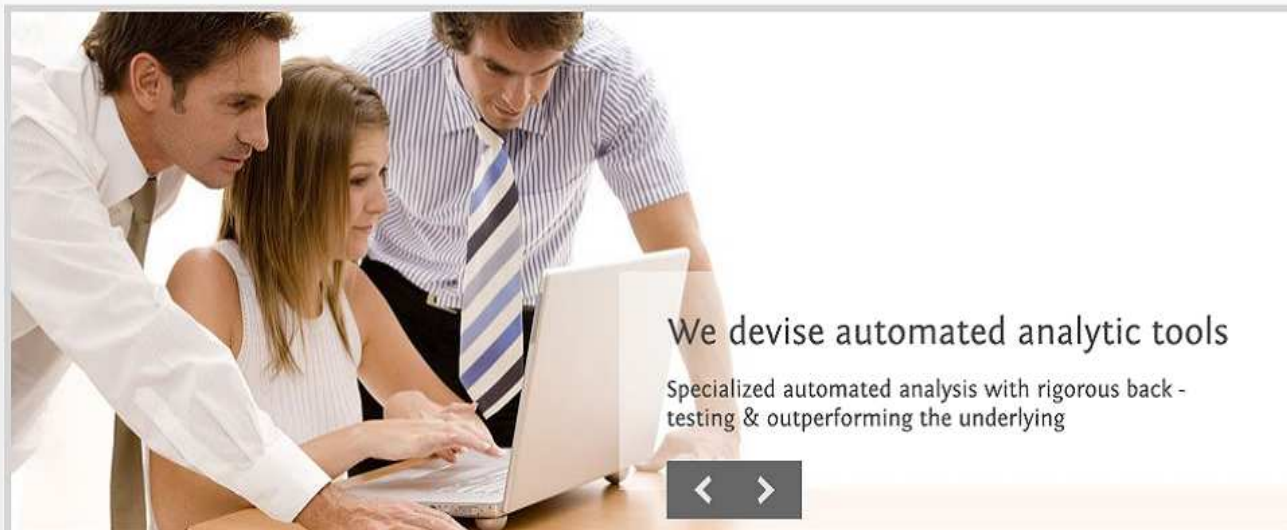 We devise automated analytic tools
Specialized automated analysis with rigorous back -
testing & outperforming the underlying